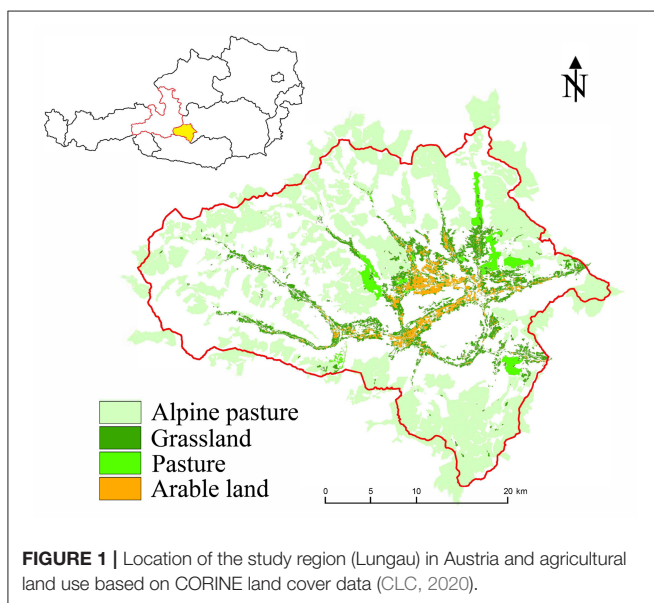 N
Alpine pasture
Grassland
Pasture
Arable land
0 5 10 20 km
FIGURE 1 | Location of the study region (Lungau) in Austria and agricultural
land use based on CORINE land cover data (CLC, 2020).